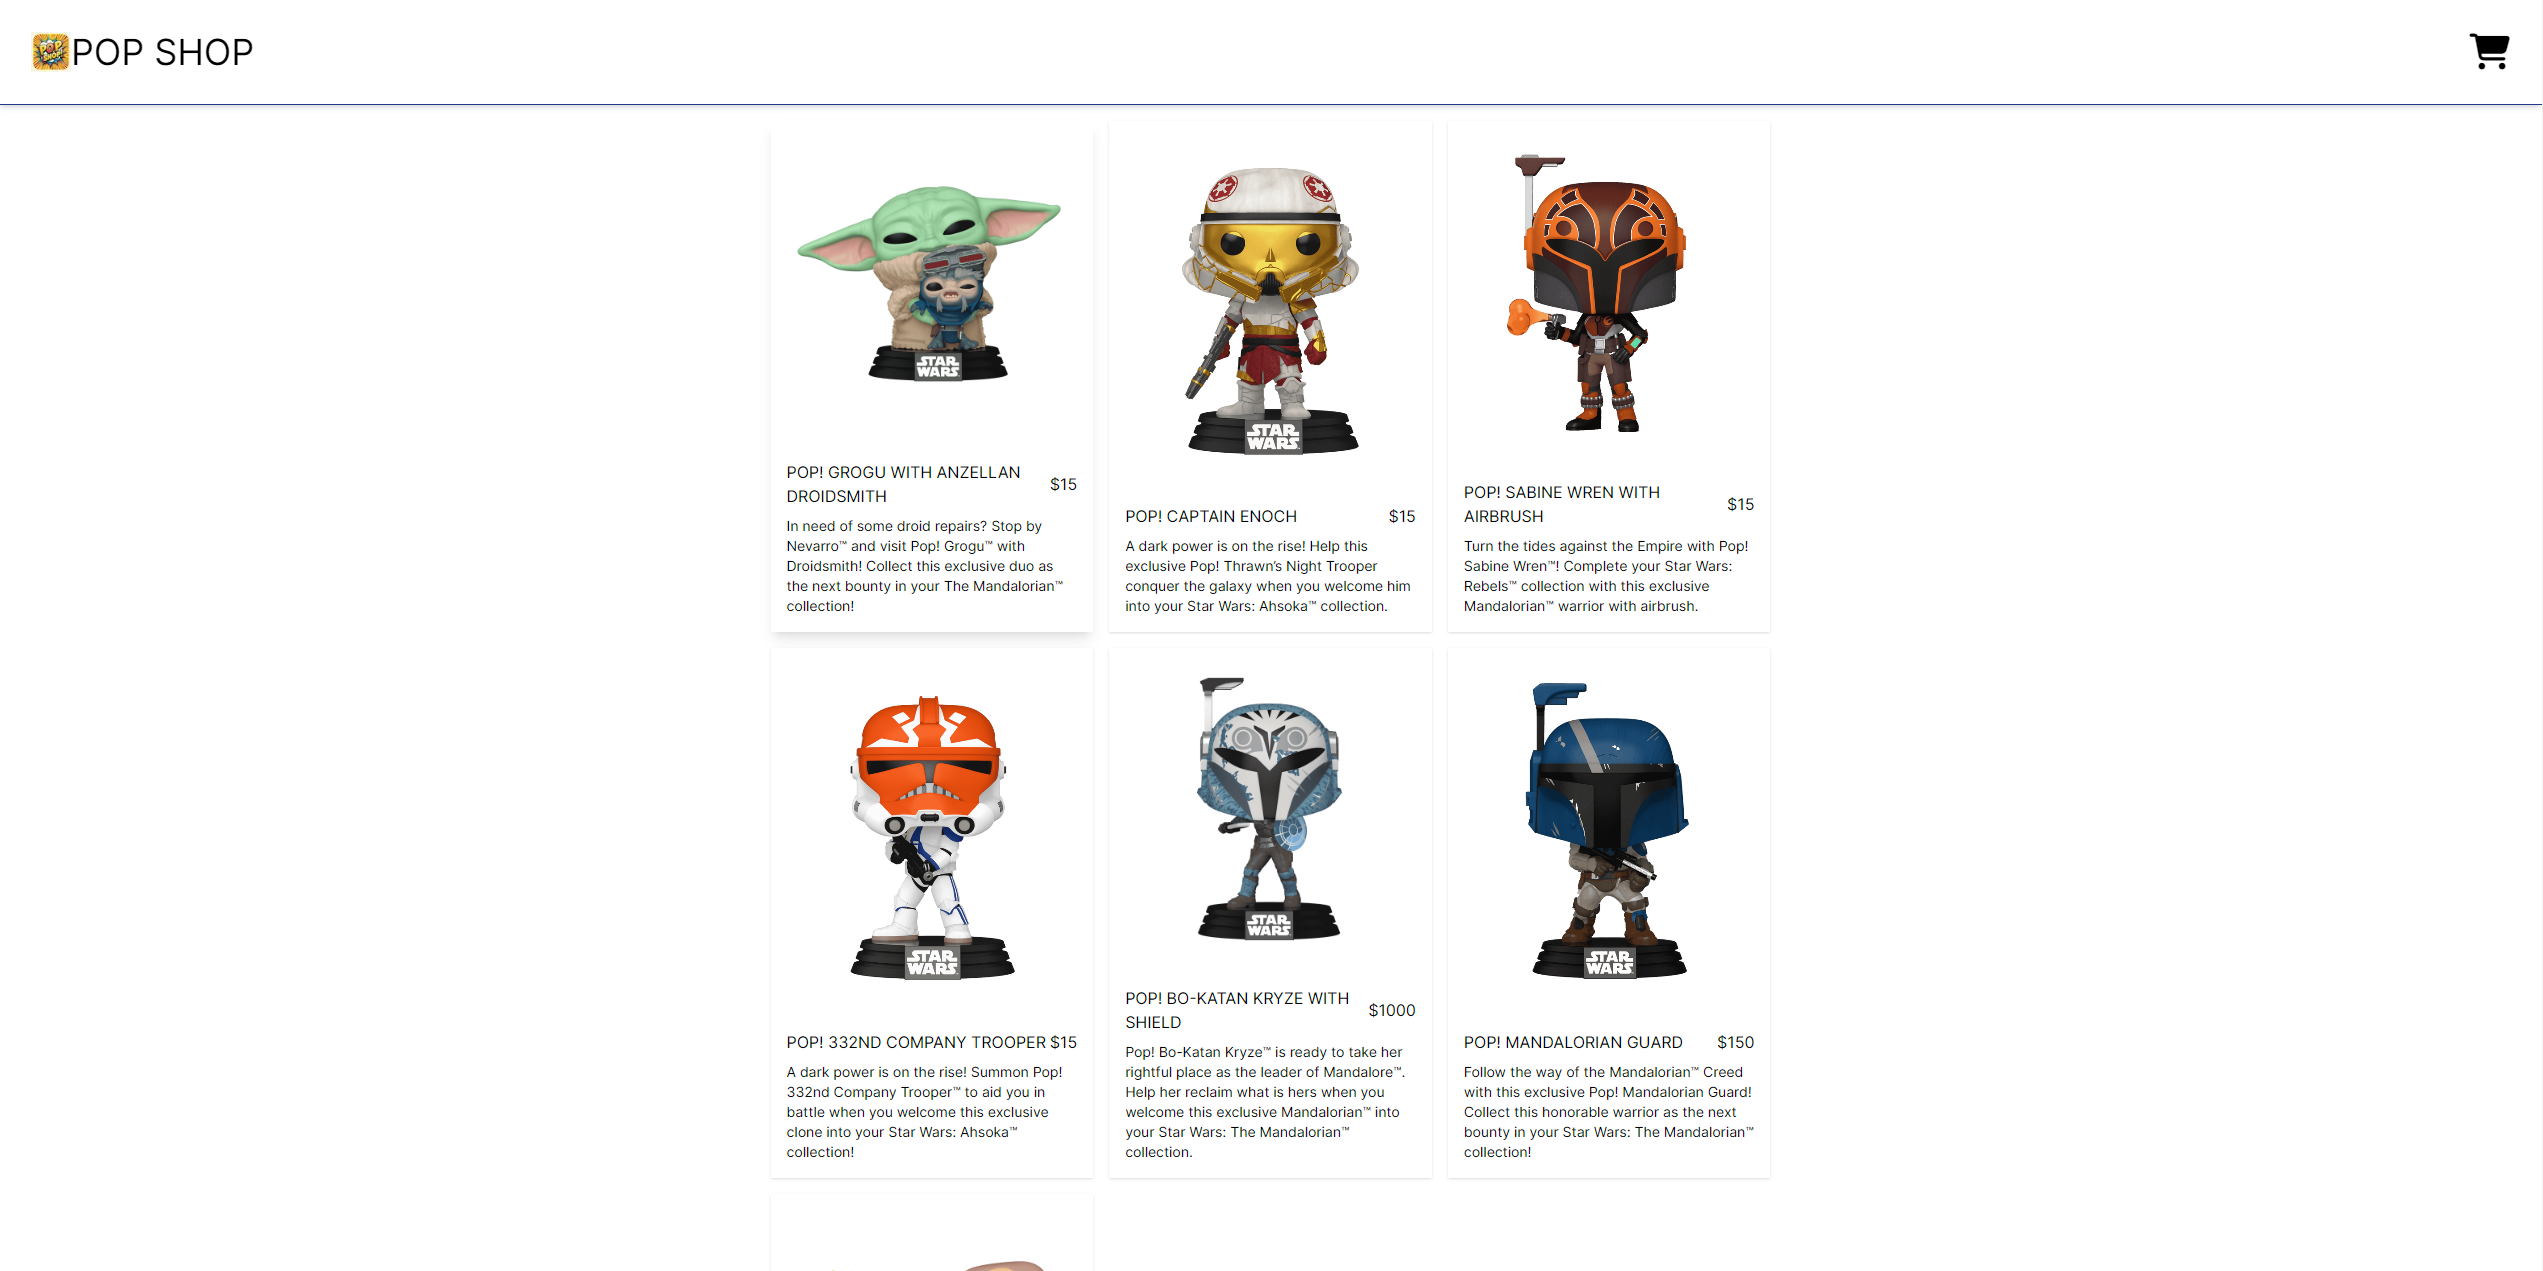 POP SHOP!
POP SHOP
STAR
WARS
POP! GROGU WITH ANZELLAN
DROIDSMITH
$15
In need of some droid repairs? Stop by
Nevarro™ and visit Pop! Grogu™ with
Droidsmith! Collect this exclusive duo as
the next bounty in your The Mandalorian™
collection!
STAR
WARS
POP! CAPTAIN ENOCH
$15
A dark power is on the rise! Help this
exclusive Pop! Thrawn’s Night Trooper
conquer the galaxy when you welcome him
into your Star Wars: Ahsoka™ collection.
POP! SABINE WREN WITH
AIRBRUSH
$15
Turn the tides against the Empire with Pop!
Sabine Wren™! Complete your Star Wars:
Rebels™ collection with this exclusive
Mandalorian™ warrior with airbrush.
STAR
WARS
POP! 332ND COMPANY TROOPER $15
A dark power is on the rise! Summon Pop!
332nd Company Trooper™ to aid you in
battle when you welcome this exclusive
clone into your Star Wars: Ahsoka™
collection!
STAR
WARS
POP! BO-KATAN KRYZE WITH
SHIELD
$1000
Pop! Bo-Katan Kryze™ is ready to take her
rightful place as the leader of Mandalore™.
Help her reclaim what is hers when you
welcome this exclusive Mandalorian™ into
your Star Wars: The Mandalorian™
collection.
STAR
WARS
POP! MANDALORIAN GUARD
$150
Follow the way of the Mandalorian™ Creed
with this exclusive Pop! Mandalorian Guard!
Collect this honorable warrior as the next
bounty in your Star Wars: The Mandalorian™
collection!